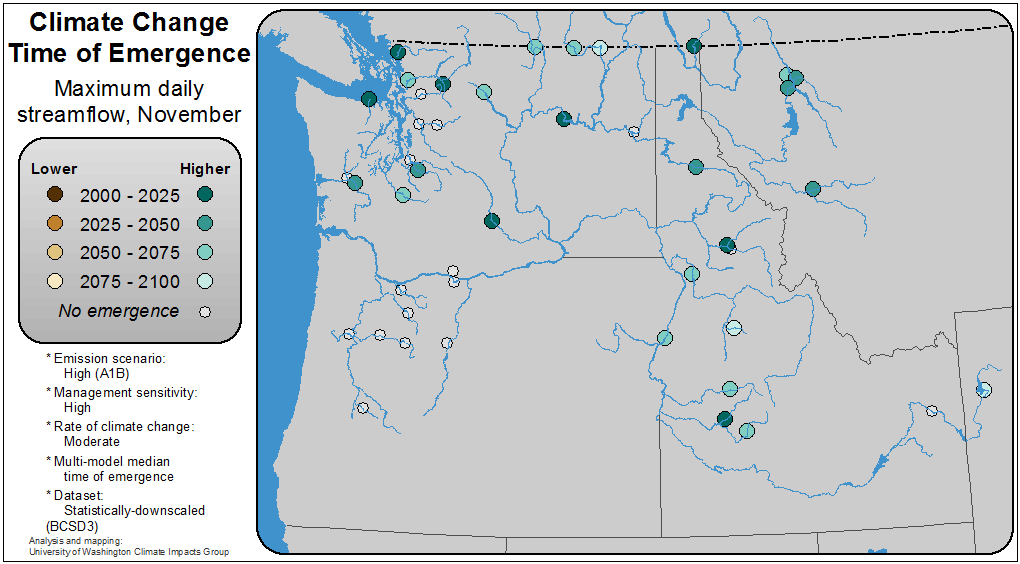 Climate Change
Time of Emergence
Maximum daily
streamflow, November
Lower Higher
2000 - 2025
2025 - 2050
2050 - 2075
2075 - 2100
No emergence
* Emission scenario:
High (A1B)
* Management sensitivity:
High
* Rate of climate change:
Moderate
* Multi-model median
time of emergence
* Dataset:
Statistically-downscaled
(BCSD3)
Analysis and mapping:
University of Washington Climate Impacts Group